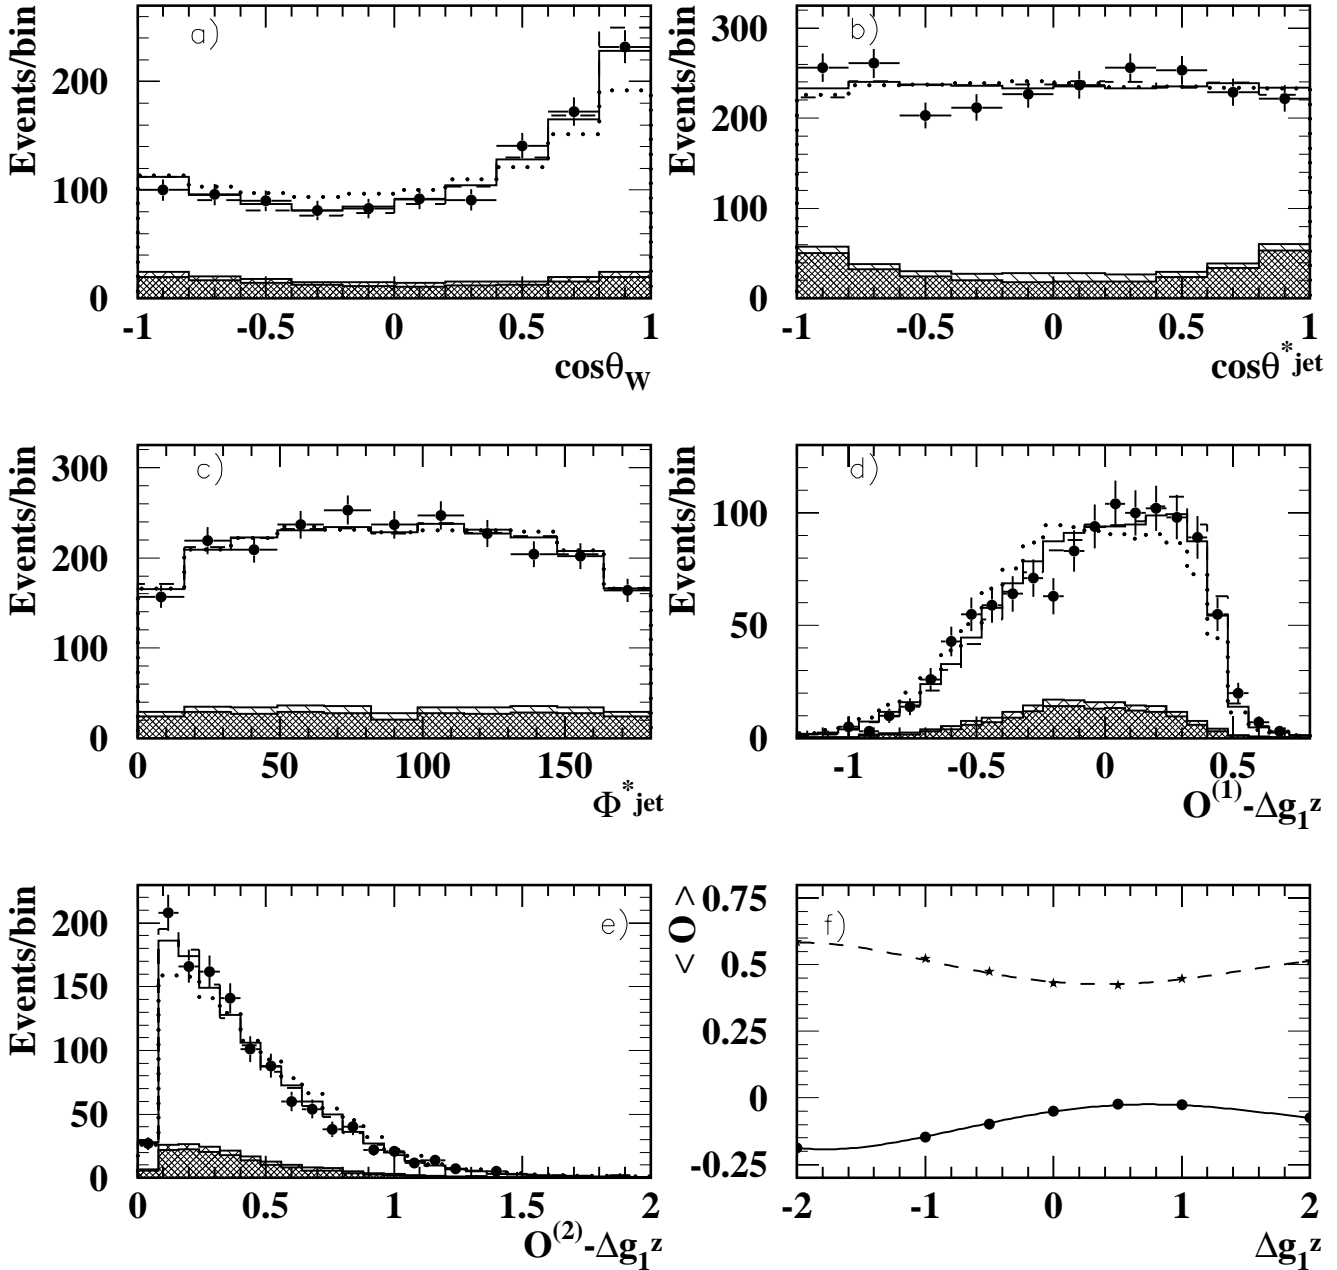 Events/bin
a)
200
100
0
-1 -0.5 0 0.5 1
cosθW
Events/bin
b)
300
200
100
0
-1 -0.5 0 0.5 1
cosθ*jet
Events/bin
c)
300
200
100
0
0 50 100 150
Φ*jet
Events/bin
d)
100
50
0
-1 -0.5 0 0.5
O(1)-Δg1z
Events/bin
e)
200
150
100
50
0
0 0.5 1 1.5 2
O(2)-Δg1z
< O >
f)
0.75
0.5
0.25
0
-0.25
-2 -1 0 1 2
Δg1z